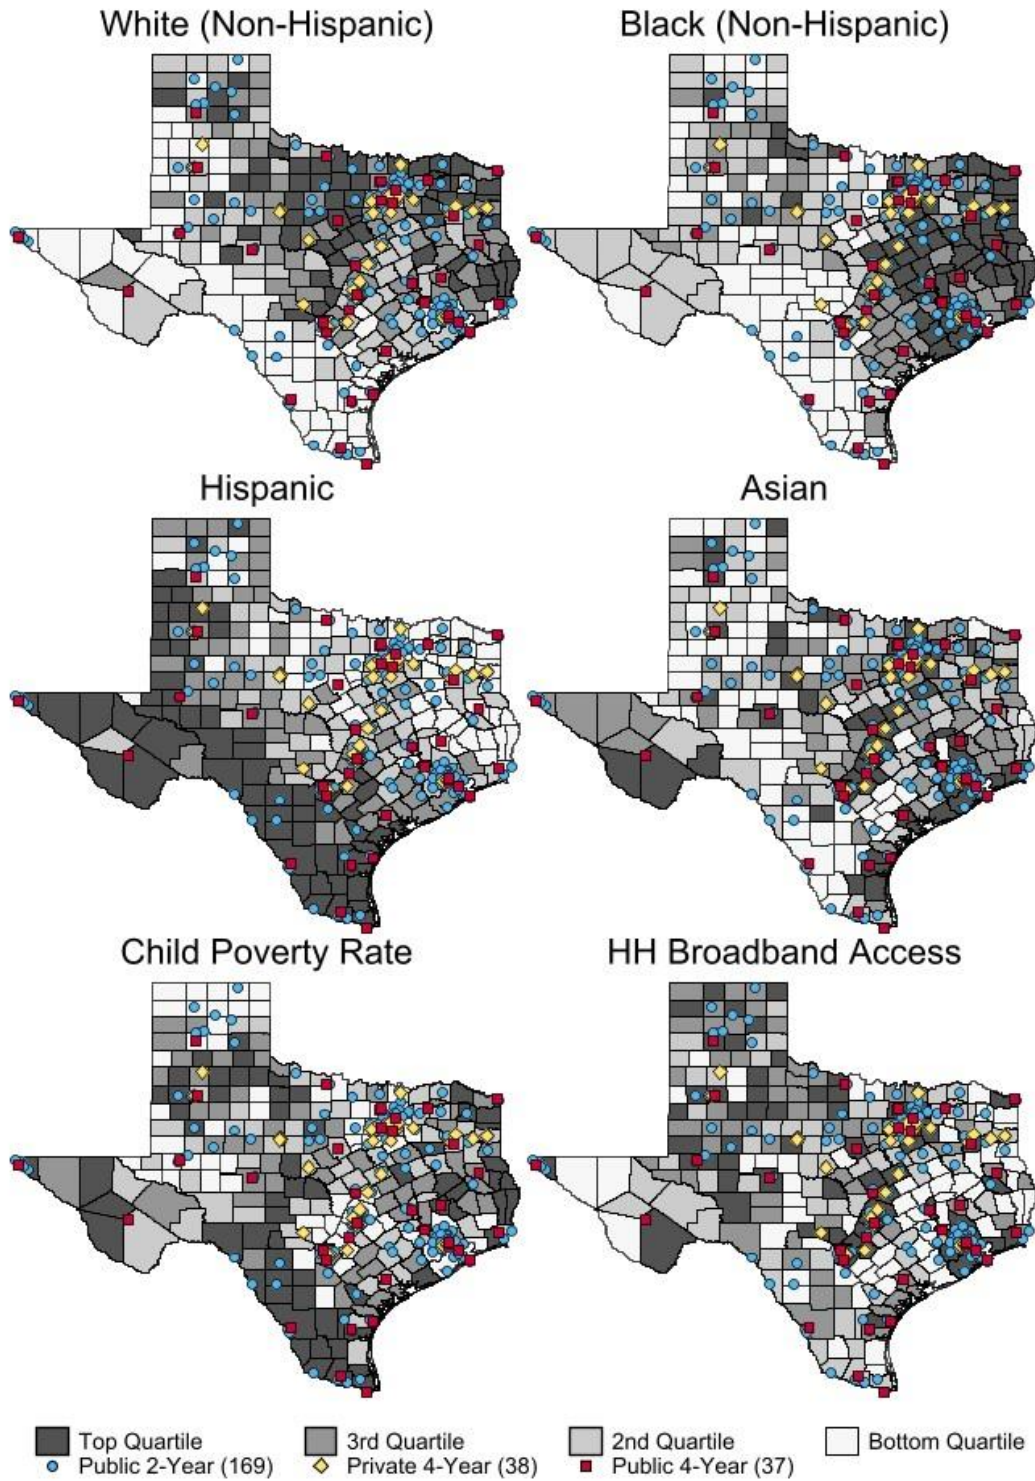 White (Non-Hispanic)
Black (Non-Hispanic)
Hispanic
Asian
Child Poverty Rate
HH Broadband Access
Top Quartile
3rd Quartile
2nd Quartile
Bottom Quartile
Public 2-Year (169)
Private 4-Year (38)
Public 4-Year (37)